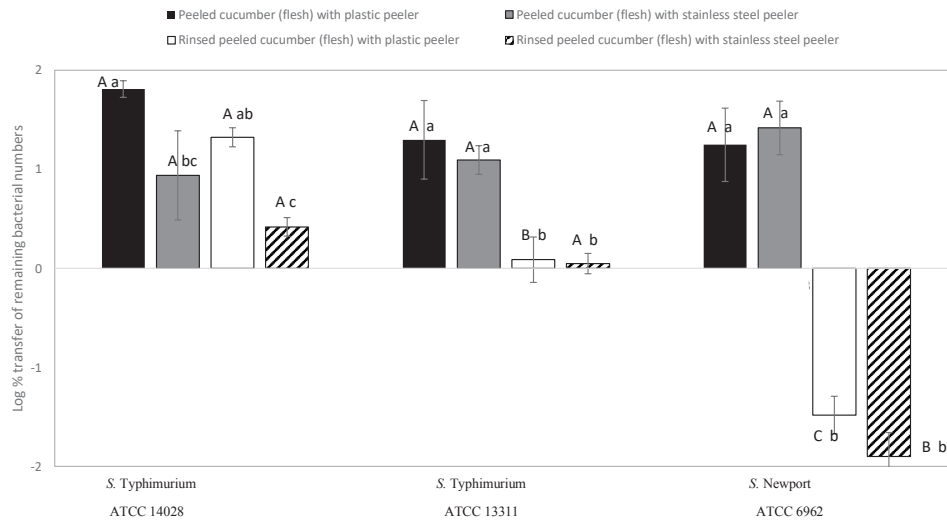 Peeled cucumber (flesh) with plastic peeler
Peeled cucumber (flesh) with stainless steel peeler
Rinsed peeled cucumber (flesh) with plastic peeler
Rinsed peeled cucumber (flesh) with stainless steel peeler
Log % transfer of remaining bacterial numbers
2
1
0
-1
-2
A a
A bc
A ab
A c
A a
A a
B b
A b
A a
A a
C b
B b
S. Typhimurium
ATCC 14028
S. Typhimurium
ATCC 13311
S. Newport
ATCC 6962